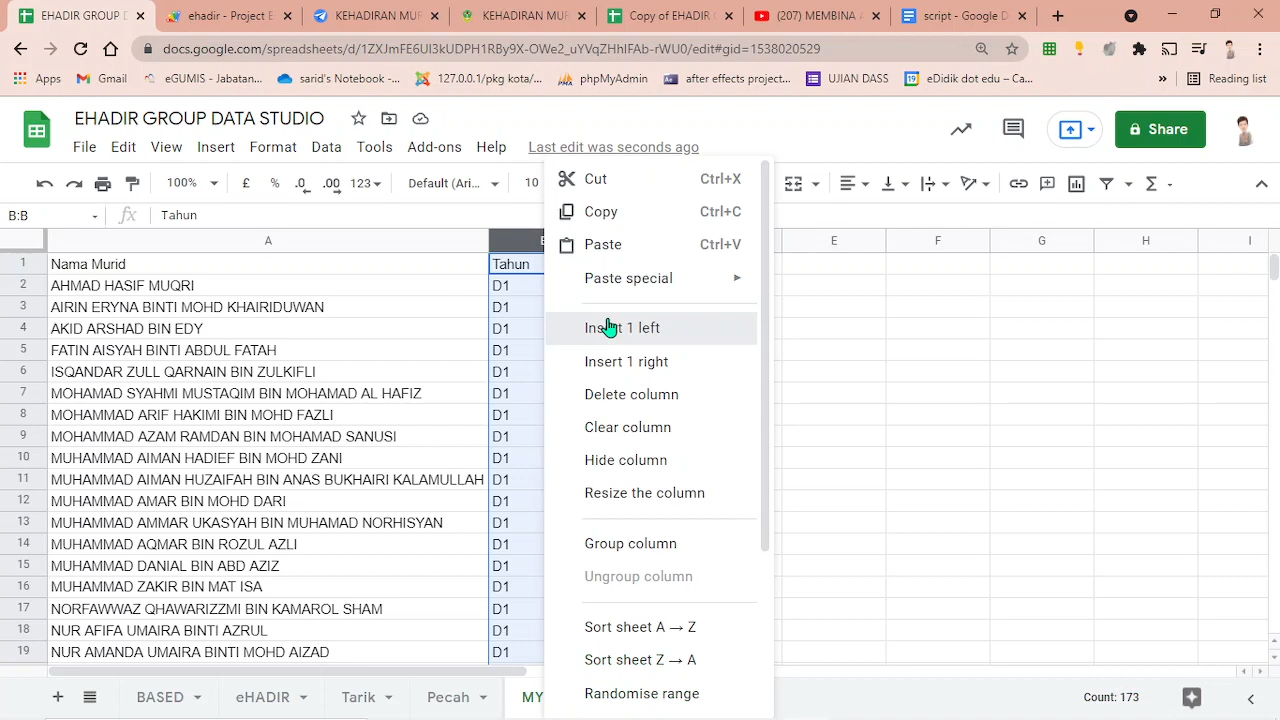 EHADIR GROUP D
ehadir - Project E
KEHADIRAN MUR
KEHADIRAN MUR
Copy of EHADIR
(207) MEMBINA
script - Google D
docs.google.com/spreadsheets/d/1ZXJmFE6UI3kUDPH1RBy9X-OWe2_uYVqZHhIFAb-rWU0/edit#gid=1538020529
Apps
Gmail
eGUMIS - Jabatan...
sarid's Notebook -...
127.0.0.1/pkg kota/...
phpMyAdmin
after effects project...
UJIAN DASS
eDidik dot edu – Ca...
Reading list
EHADIR GROUP DATA STUDIO
Share
File Edit View Insert Format Data Tools Add-ons Help Last edit was seconds ago
100% £ % .0 .00 123 Default (Ari... 10
B:B fx Tahun
A E F G H I
1 Nama Murid Tahun
2 AHMAD HASIF MUQRI D1
3 AIRIN ERYNA BINTI MOHD KHAIRIDUWAN D1
4 AKID ARSHAD BIN EDY D1
5 FATIN AISYAH BINTI ABDUL FATAH D1
6 ISQANDAR ZULL QARNAIN BIN ZULKIFLI D1
7 MOHAMAD SYAHMI MUSTAQIM BIN MOHAMAD AL HAFIZ D1
8 MOHAMMAD ARIF HAKIMI BIN MOHD FAZLI D1
9 MOHAMMAD AZAM RAMDAN BIN MOHAMAD SANUSI D1
10 MUHAMMAD AIMAN HADIEF BIN MOHD ZANI D1
11 MUHAMMAD AIMAN HUZAIFAH BIN ANAS BUKHAIRI KALAMULLAH D1
12 MUHAMMAD AMAR BIN MOHD DARI D1
13 MUHAMMAD AMMAR UKASYAH BIN MUHAMAD NORHISYAN D1
14 MUHAMMAD AQMAR BIN ROZUL AZLI D1
15 MUHAMMAD DANIAL BIN ABD AZIZ D1
16 MUHAMMAD ZAKIR BIN MAT ISA D1
17 NORFAWWAZ QHAWARIZZMI BIN KAMAROL SHAM D1
18 NUR AFIFA UMAIRA BINTI AZRUL D1
19 NUR AMANDA UMAIRA BINTI MOHD AIZAD D1
Cut Ctrl+X
Copy Ctrl+C
Paste Ctrl+V
Paste special
Insert 1 left
Insert 1 right
Delete column
Clear column
Hide column
Resize the column
Group column
Ungroup column
Sort sheet A → Z
Sort sheet Z → A
Randomise range
BASED eHADIR Tarik Pecah MY
Count: 173